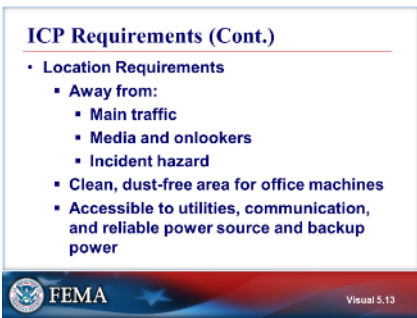 ICP Requirements (Cont.)
• Location Requirements
▪ Away from:
▪ Main traffic
▪ Media and onlookers
▪ Incident hazard
▪ Clean, dust-free area for office machines
▪ Accessible to utilities, communication,
and reliable power source and backup
power
FEMA
Visual 5.13